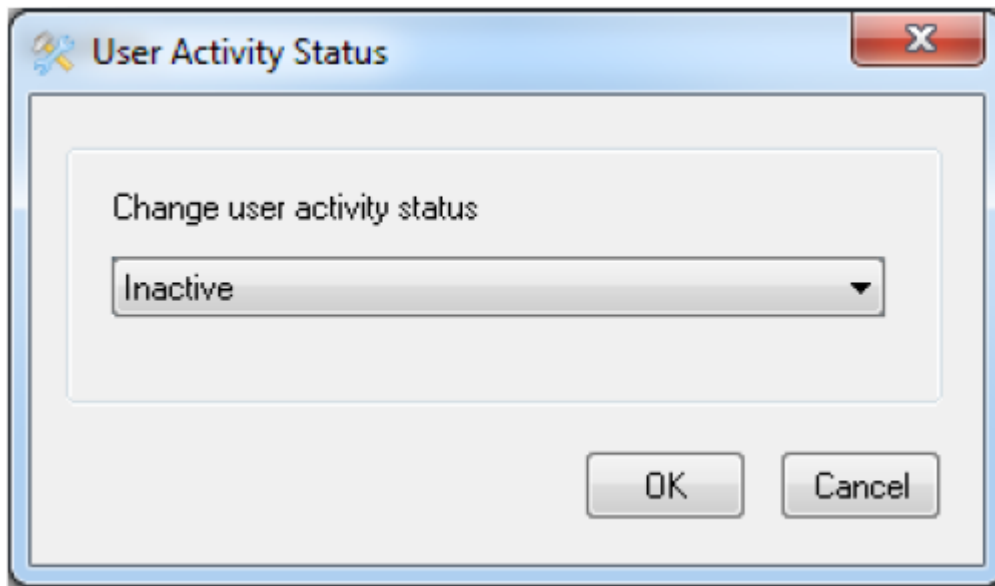 User Activity Status
Change user activity status
Inactive
OK
Cancel